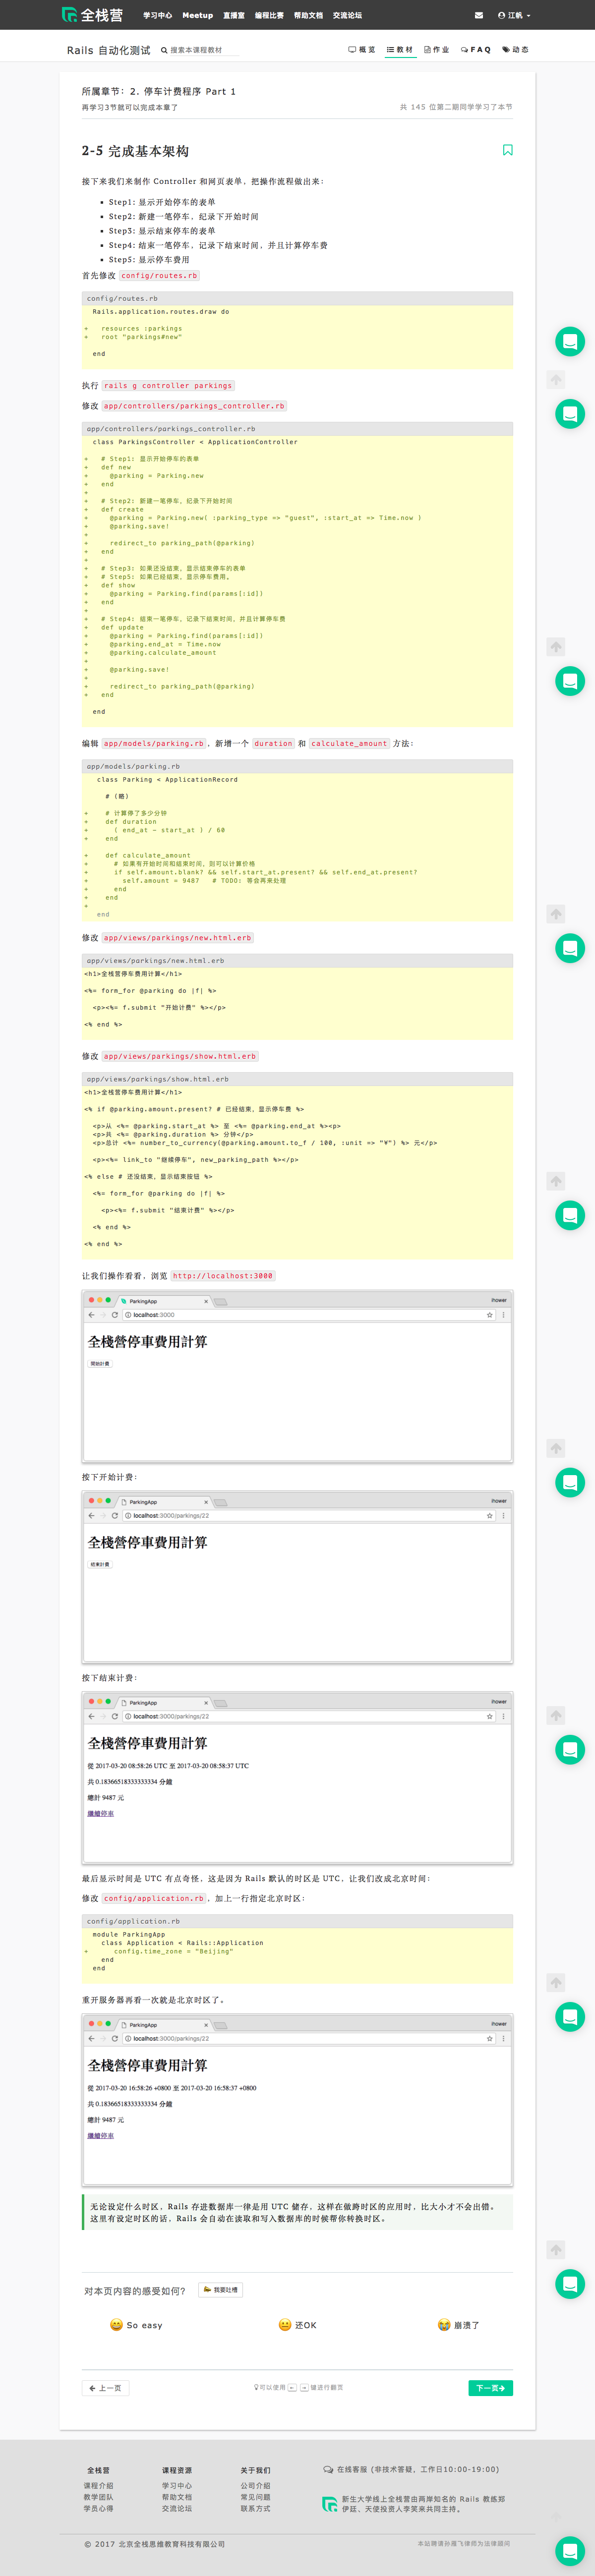 全栈营 学习中心 Meetup 直播室 编程比赛 帮助文档 交流论坛 江帆
Rails 自动化测试 搜索本课程教材 概览 教材 作业 FAQ 动态
所属章节：2. 停车计费程序 Part 1
再学习3节就可以完成本章了 共 145 位第二期同学学习了本节
2-5 完成基本架构
接下来我们来制作 Controller 和网页表单，把操作流程做出来：
Step1: 显示开始停车的表单
Step2: 新建一笔停车，纪录下开始时间
Step3: 显示结束停车的表单
Step4: 结束一笔停车，记录下结束时间，并且计算停车费
Step5: 显示停车费用
首先修改 config/routes.rb
config/routes.rb
Rails.application.routes.draw do
+ resources :parkings
+ root "parkings#new"
end
执行 rails g controller parkings
修改 app/controllers/parkings_controller.rb
app/controllers/parkings_controller.rb
class ParkingsController < ApplicationController
+ # Step1: 显示开始停车的表单
+ def new
+ @parking = Parking.new
+ end
+
+ # Step2: 新建一笔停车，纪录下开始时间
+ def create
+ @parking = Parking.new( :parking_type => "guest", :start_at => Time.now )
+ @parking.save!
+
+ redirect_to parking_path(@parking)
+ end
+
+ # Step3: 如果还没结束，显示结束停车的表单
+ # Step5: 如果已经结束，显示停车费用。
+ def show
+ @parking = Parking.find(params[:id])
+ end
+
+ # Step4: 结束一笔停车，记录下结束时间，并且计算停车费
+ def update
+ @parking = Parking.find(params[:id])
+ @parking.end_at = Time.now
+ @parking.calculate_amount
+
+ @parking.save!
+
+ redirect_to parking_path(@parking)
+ end
end
编辑 app/models/parking.rb，新增一个 duration 和 calculate_amount 方法：
app/models/parking.rb
class Parking < ApplicationRecord
# (略)
+ # 计算停了多少分钟
+ def duration
+ ( end_at - start_at ) / 60
+ end
+ def calculate_amount
+ # 如果有开始时间和结束时间，则可以计算价格
+ if self.amount.blank? && self.start_at.present? && self.end_at.present?
+ self.amount = 9487 # TODO: 等会再来处理
+ end
+ end
+
end
修改 app/views/parkings/new.html.erb
app/views/parkings/new.html.erb
<h1>全栈营停车费用计算</h1>
<%= form_for @parking do |f| %>
<p><%= f.submit "开始计费" %></p>
<% end %>
修改 app/views/parkings/show.html.erb
app/views/parkings/show.html.erb
<h1>全栈营停车费用计算</h1>
<% if @parking.amount.present? # 已经结束，显示停车费 %>
<p>从 <%= @parking.start_at %> 至 <%= @parking.end_at %><p>
<p>共 <%= @parking.duration %> 分钟</p>
<p>总计 <%= number_to_currency(@parking.amount.to_f / 100, :unit => "¥") %> 元</p>
<p><%= link_to "继续停车", new_parking_path %></p>
<% else # 还没结束，显示结束按钮 %>
<%= form_for @parking do |f| %>
<p><%= f.submit "结束计费" %></p>
<% end %>
<% end %>
让我们操作看看，浏览 http://localhost:3000
ParkingApp ihower
localhost:3000
全棧營停車費用計算
開始計費
按下开始计费：
ParkingApp ihower
localhost:3000/parkings/22
全棧營停車費用計算
結束計費
按下结束计费：
ParkingApp ihower
localhost:3000/parkings/22
全棧營停車費用計算
從 2017-03-20 08:58:26 UTC 至 2017-03-20 08:58:37 UTC
共 0.18366518333333334 分鐘
總計 9487 元
繼續停車
最后显示时间是 UTC 有点奇怪，这是因为 Rails 默认的时区是 UTC，让我们改成北京时间：
修改 config/application.rb，加上一行指定北京时区：
config/application.rb
module ParkingApp
class Application < Rails::Application
+ config.time_zone = "Beijing"
end
end
重开服务器再看一次就是北京时区了。
ParkingApp ihower
localhost:3000/parkings/22
全棧營停車費用計算
從 2017-03-20 16:58:26 +0800 至 2017-03-20 16:58:37 +0800
共 0.18366518333333334 分鐘
總計 9487 元
繼續停車
无论设定什么时区，Rails 存进数据库一律是用 UTC 储存，这样在做跨时区的应用时，比大小才不会出错。
这里有设定时区的话，Rails 会自动在读取和写入数据库的时候帮你转换时区。
对本页内容的感受如何？ 我要吐槽
So easy 还OK 崩溃了
上一页 可以使用 ← → 键进行翻页 下一页
全栈营 课程资源 关于我们 在线客服 (非技术答疑，工作日10:00-19:00)
课程介绍 学习中心 公司介绍
教学团队 帮助文档 常见问题 新生大学线上全栈营由两岸知名的 Rails 教练郑
学员心得 交流论坛 联系方式 伊廷、天使投资人李笑来共同主持。
© 2017 北京全栈思维教育科技有限公司 本站聘请孙雁飞律师为法律顾问